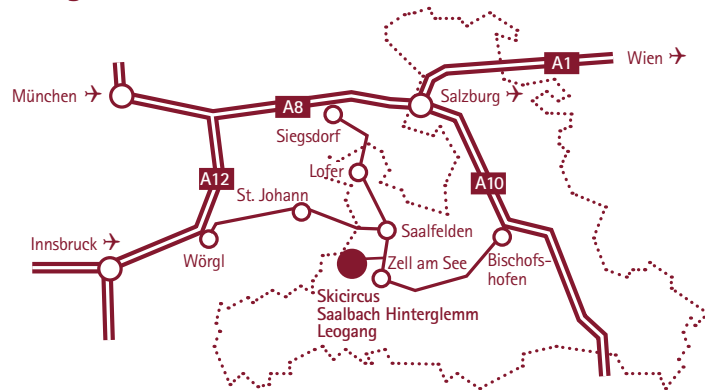 Wien
A1
München
Salzburg
A8
Siegsdorf
Lofer
A12
A10
St. Johann
Saalfelden
Innsbruck
Wörgl
Zell am See
Bischofs-
hofen
Skicircus
Saalbach Hinterglemm
Leogang